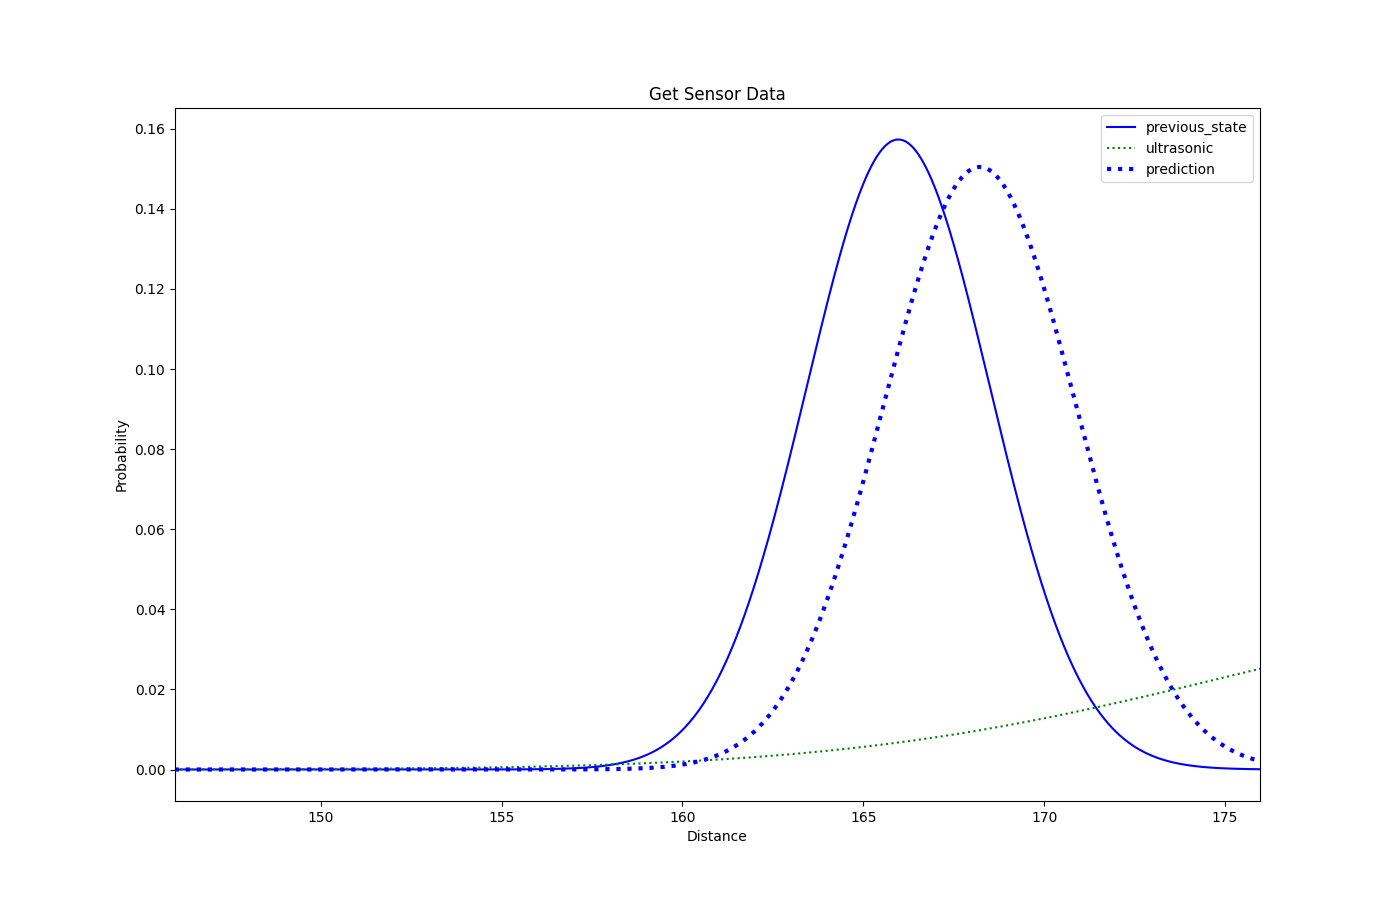 Get Sensor Data
previous_state
ultrasonic
prediction
0.16
0.14
0.12
0.10
0.08
0.06
0.04
0.02
0.00
Probability
150
155
160
165
170
175
Distance